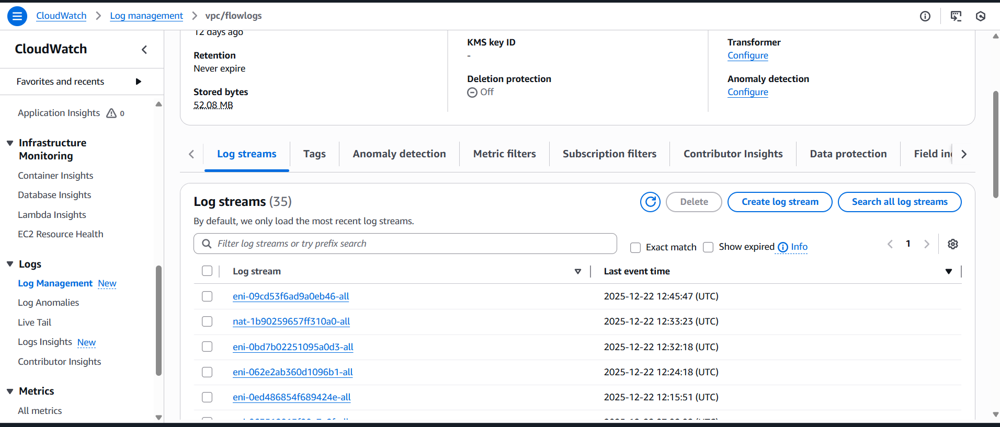 CloudWatch > Log management > vpc/flowlogs
CloudWatch
Favorites and recents
Application Insights 0
Infrastructure
Monitoring
Container Insights
Database Insights
Lambda Insights
EC2 Resource Health
Logs
Log Management New
Log Anomalies
Live Tail
Logs Insights New
Contributor Insights
Metrics
All metrics
12 days ago
Retention
Never expire
Stored bytes
52.08 MB
KMS key ID
-
Deletion protection
Off
Transformer
Configure
Anomaly detection
Configure
Log streams Tags Anomaly detection Metric filters Subscription filters Contributor Insights Data protection Field in
Log streams (35)
Delete Create log stream Search all log streams
By default, we only load the most recent log streams.
Filter log streams or try prefix search
Exact match Show expired Info 1
Log stream Last event time
eni-09cd53f6ad9a0eb46-all 2025-12-22 12:45:47 (UTC)
nat-1b90259657ff310a0-all 2025-12-22 12:33:23 (UTC)
eni-0bd7b02251095a0d3-all 2025-12-22 12:32:18 (UTC)
eni-062e2ab360d1096b1-all 2025-12-22 12:24:18 (UTC)
eni-0ed486854f689424e-all 2025-12-22 12:15:51 (UTC)